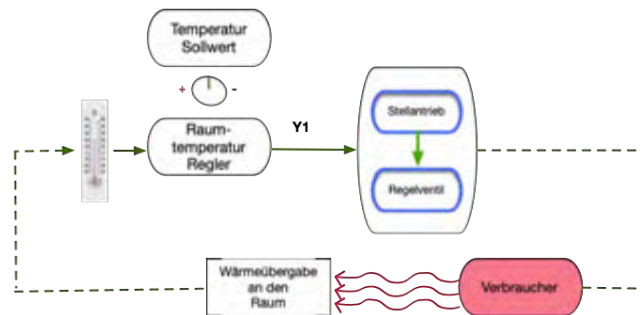 Temperatur
Sollwert
+ -
Raum-
temperatur
Regler
Y1
Stellantrieb
Regelventil
Wärmeübergabe
an den
Raum
Verbraucher